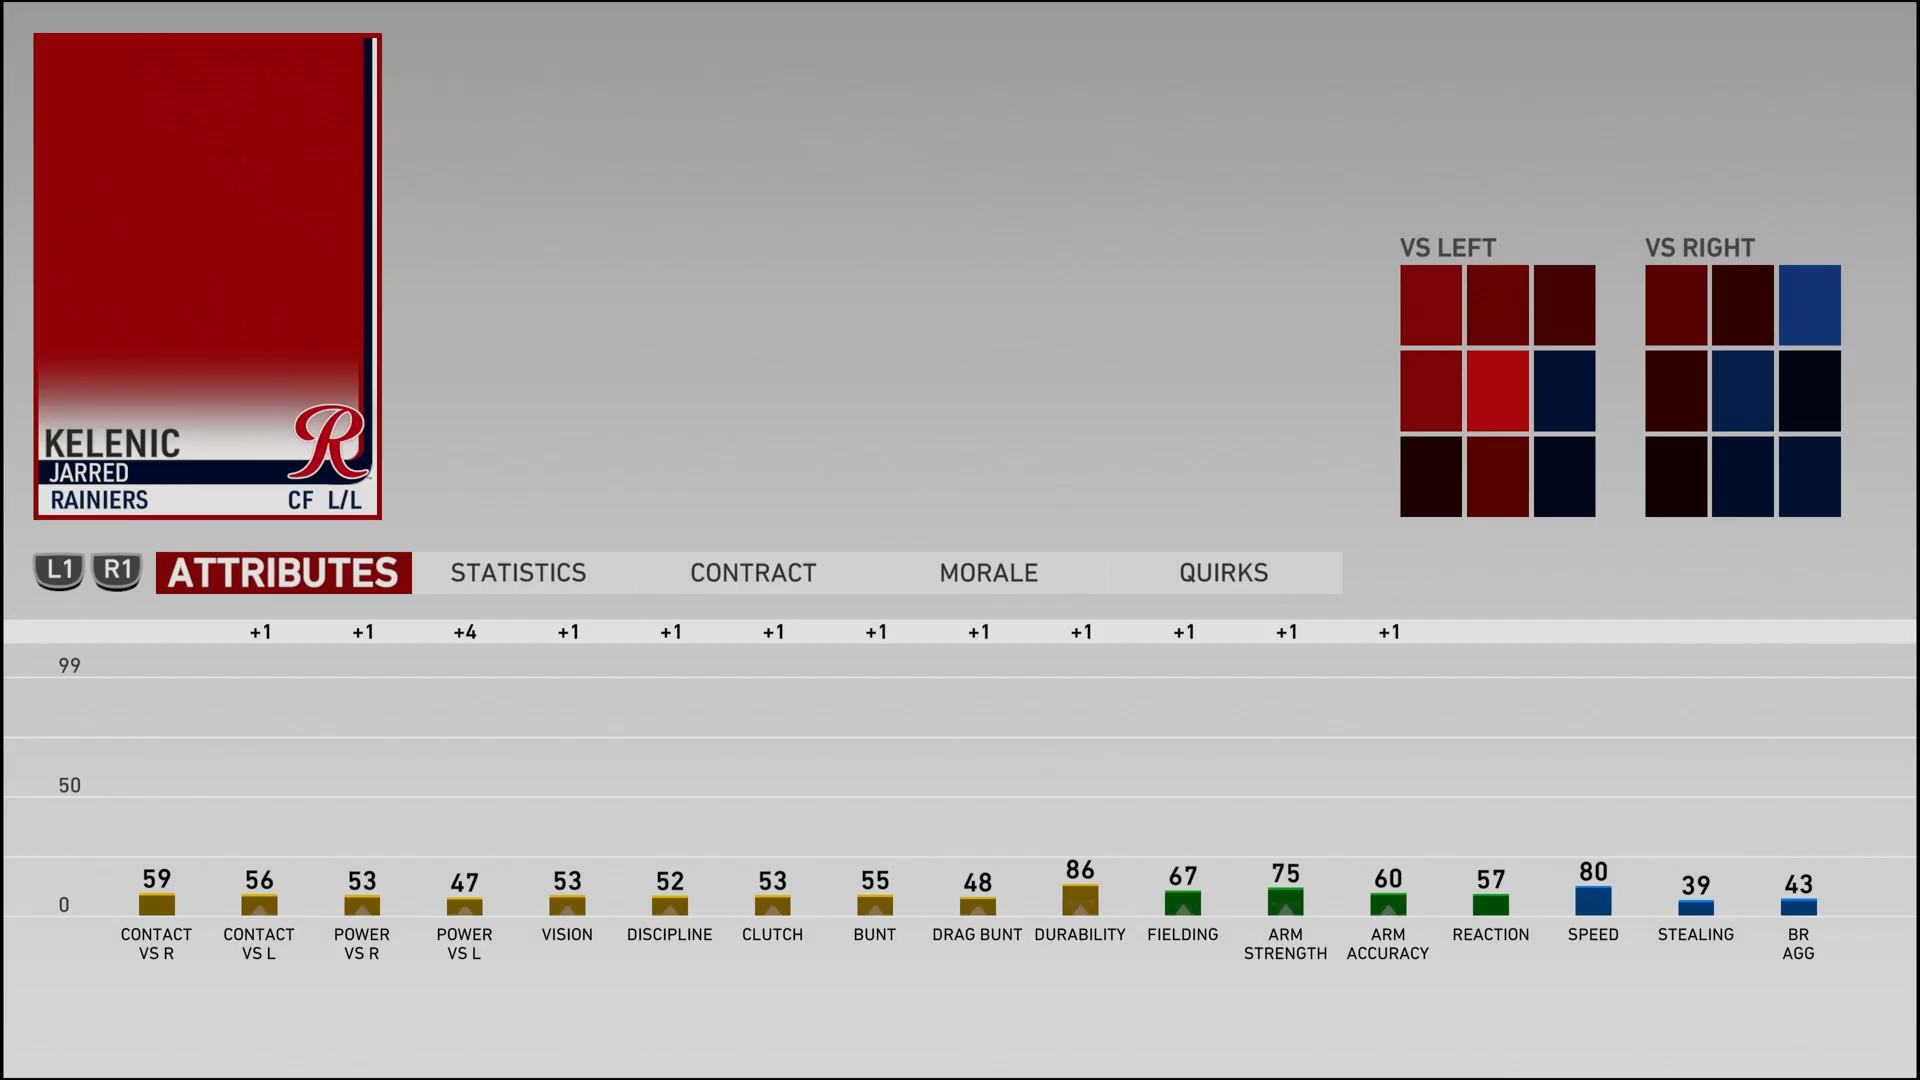 VS LEFT VS RIGHT
R
KELENIC
JARRED
RAINIERS CF L/L
L1 R1 ATTRIBUTES STATISTICS CONTRACT MORALE QUIRKS
+1 +1 +4 +1 +1 +1 +1 +1 +1 +1 +1 +1
99
50
0
59 56 53 47 53 52 53 55 48 86 67 75 60 57 80 39 43
CONTACT CONTACT POWER POWER VISION DISCIPLINE CLUTCH BUNT DRAG BUNT DURABILITY FIELDING ARM ARM REACTION SPEED STEALING BR
VS R VS L VS R VS L STRENGTH ACCURACY AGG